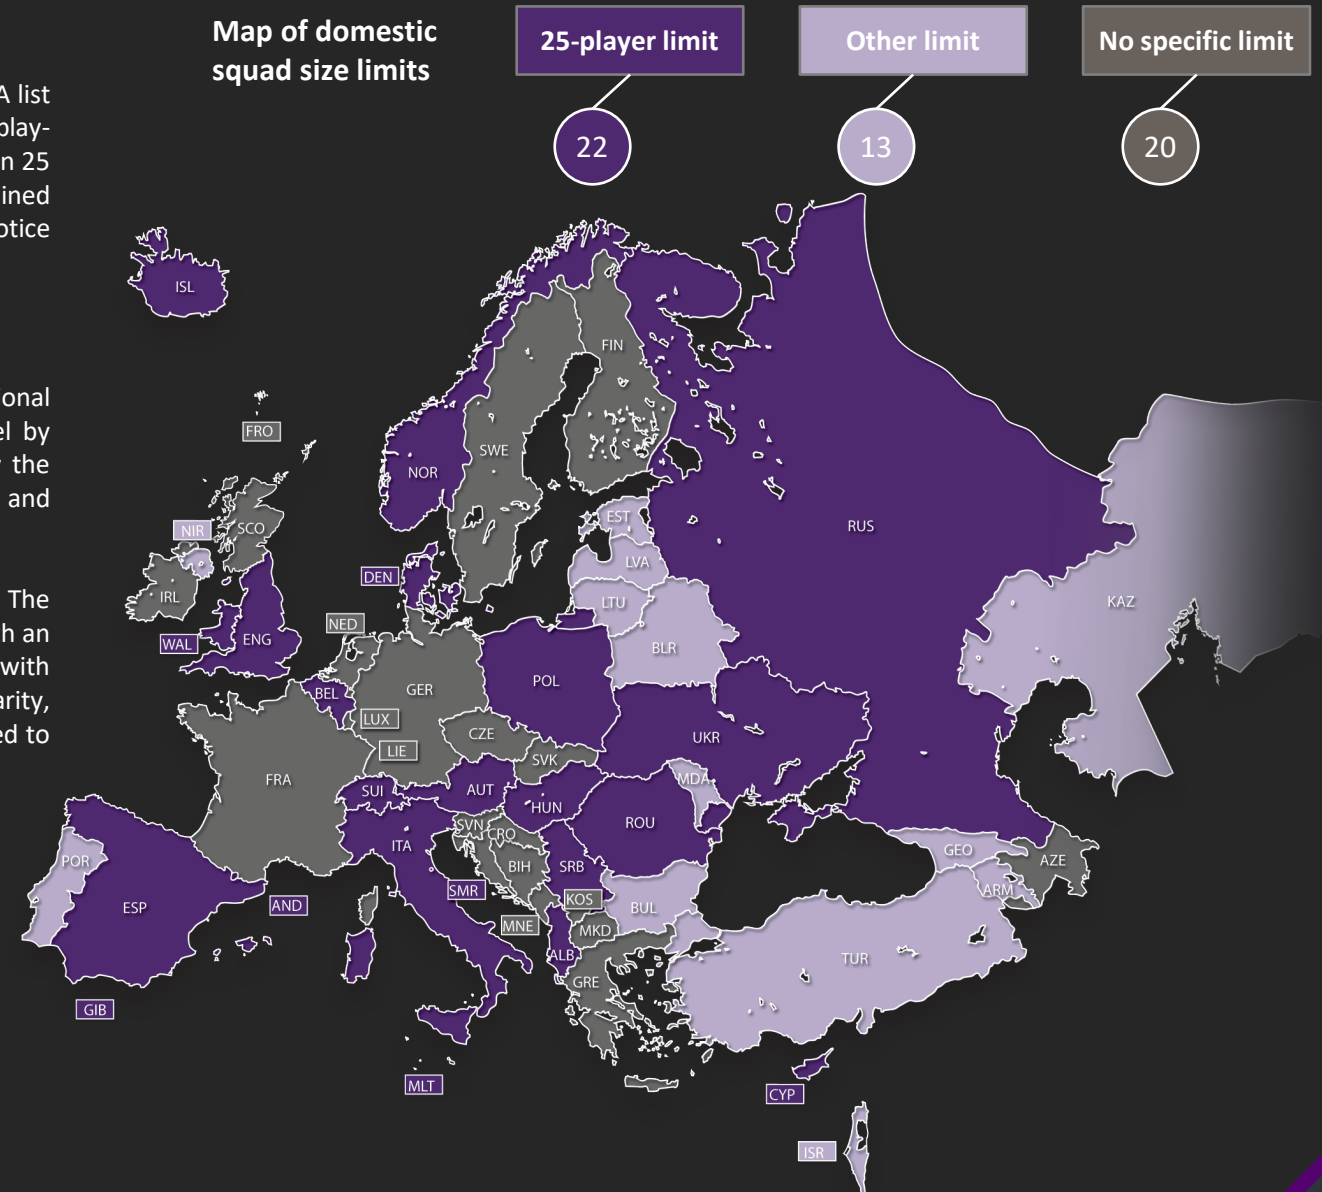 Map of domestic
squad size limits
25-player limit
Other limit
No specific limit
22
13
20
A list
play-
n 25
ined
otice
ional
el by
the
and
The
h an
with
arity,
ed to
ISL
FIN
FRO
SWE
NOR
SCO
NIR
EST
RUS
LVA
DEN
IRL
LTU
KAZ
NED
WAL
ENG
BLR
POL
GER
BEL
LUX
CZE
UKR
LIE
SVK
FRA
MDA
SUI
AUT
HUN
ROU
SVN
CRO
ITA
GEO
POR
AZE
BIH
SRB
SMR
ARM
KOS
AND
ESP
BUL
MNE
MKD
ALB
TUR
GRE
GIB
MLT
CYP
ISR